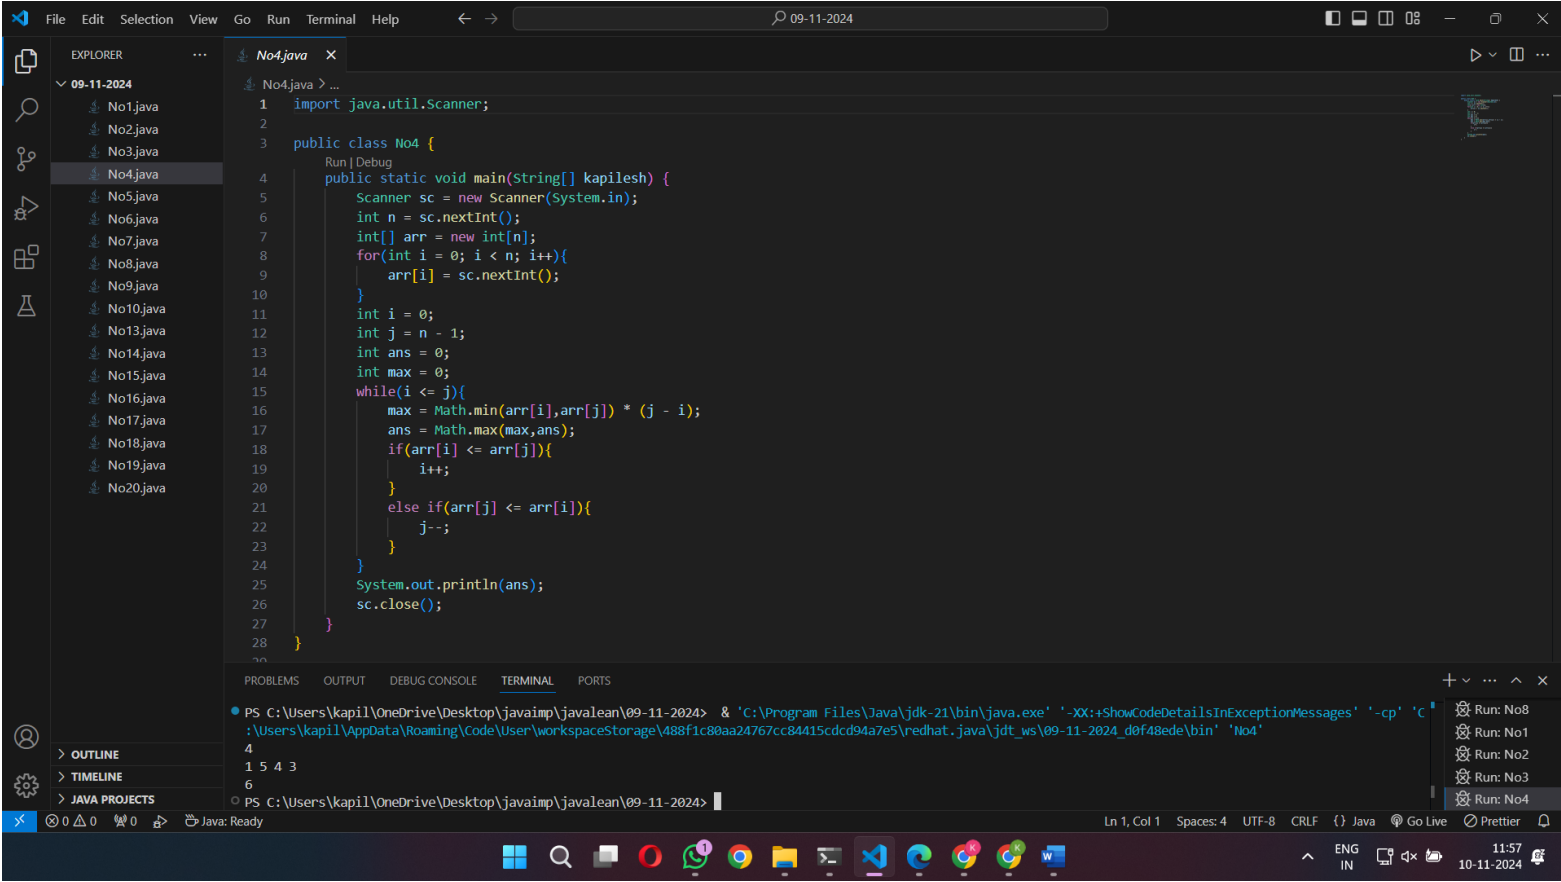 File Edit Selection View Go Run Terminal Help
09-11-2024
EXPLORER ...
09-11-2024
No1.java
No2.java
No3.java
No4.java
No5.java
No6.java
No7.java
No8.java
No9.java
No10.java
No13.java
No14.java
No15.java
No16.java
No17.java
No18.java
No19.java
No20.java
OUTLINE
TIMELINE
JAVA PROJECTS
No4.java
No4.java > ...
1 import java.util.Scanner;
2
3 public class No4 {
Run | Debug
4 public static void main(String[] kapilesh) {
5 Scanner sc = new Scanner(System.in);
6 int n = sc.nextInt();
7 int[] arr = new int[n];
8 for(int i = 0; i < n; i++){
9 arr[i] = sc.nextInt();
10 }
11 int i = 0;
12 int j = n - 1;
13 int ans = 0;
14 int max = 0;
15 while(i <= j){
16 max = Math.min(arr[i],arr[j]) * (j - i);
17 ans = Math.max(max,ans);
18 if(arr[i] <= arr[j]){
19 i++;
20 }
21 else if(arr[j] <= arr[i]){
22 j--;
23 }
24 }
25 System.out.println(ans);
26 sc.close();
27 }
28 }
29
PROBLEMS OUTPUT DEBUG CONSOLE TERMINAL PORTS
PS C:\Users\kapil\OneDrive\Desktop\javaimp\javalean\09-11-2024> & 'C:\Program Files\Java\jdk-21\bin\java.exe' '-XX:+ShowCodeDetailsInExceptionMessages' '-cp' 'C
:\Users\kapil\AppData\Roaming\Code\User\workspaceStorage\488f1c80aa24767cc84415cdcd94a7e5\redhat.java\jdt_ws\09-11-2024_d0f48ede\bin' 'No4'
4
1 5 4 3
6
PS C:\Users\kapil\OneDrive\Desktop\javaimp\javalean\09-11-2024>
Run: No8
Run: No1
Run: No2
Run: No3
Run: No4
0 0 0 Java: Ready
Ln 1, Col 1 Spaces: 4 UTF-8 CRLF {} Java Go Live Prettier
1
K
K
W
ENG
IN
11:57
10-11-2024